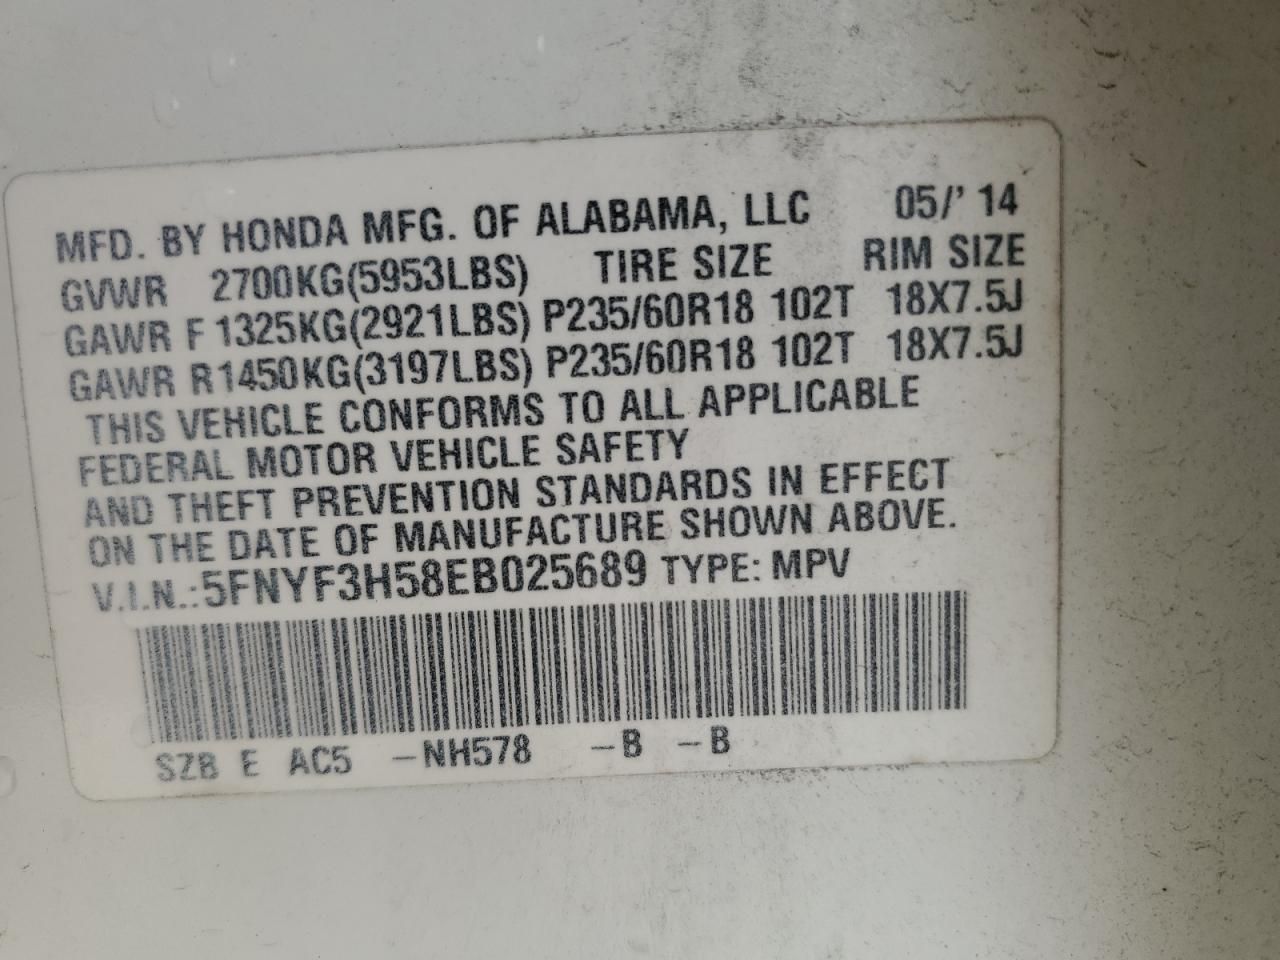 MFD. BY HONDA MFG. OF ALABAMA, LLC 05/' 14
GVWR 2700KG(5953LBS) TIRE SIZE RIM SIZE
GAWR F 1325KG(2921LBS) P235/60R18 102T 18X7.5J
GAWR R1450KG(3197LBS) P235/60R18 102T 18X7.5J
THIS VEHICLE CONFORMS TO ALL APPLICABLE
FEDERAL MOTOR VEHICLE SAFETY
AND THEFT PREVENTION STANDARDS IN EFFECT
ON THE DATE OF MANUFACTURE SHOWN ABOVE.
V.I.N.:5FNYF3H58EB025689 TYPE: MPV
SZB E AC5 –NH578 –B –B